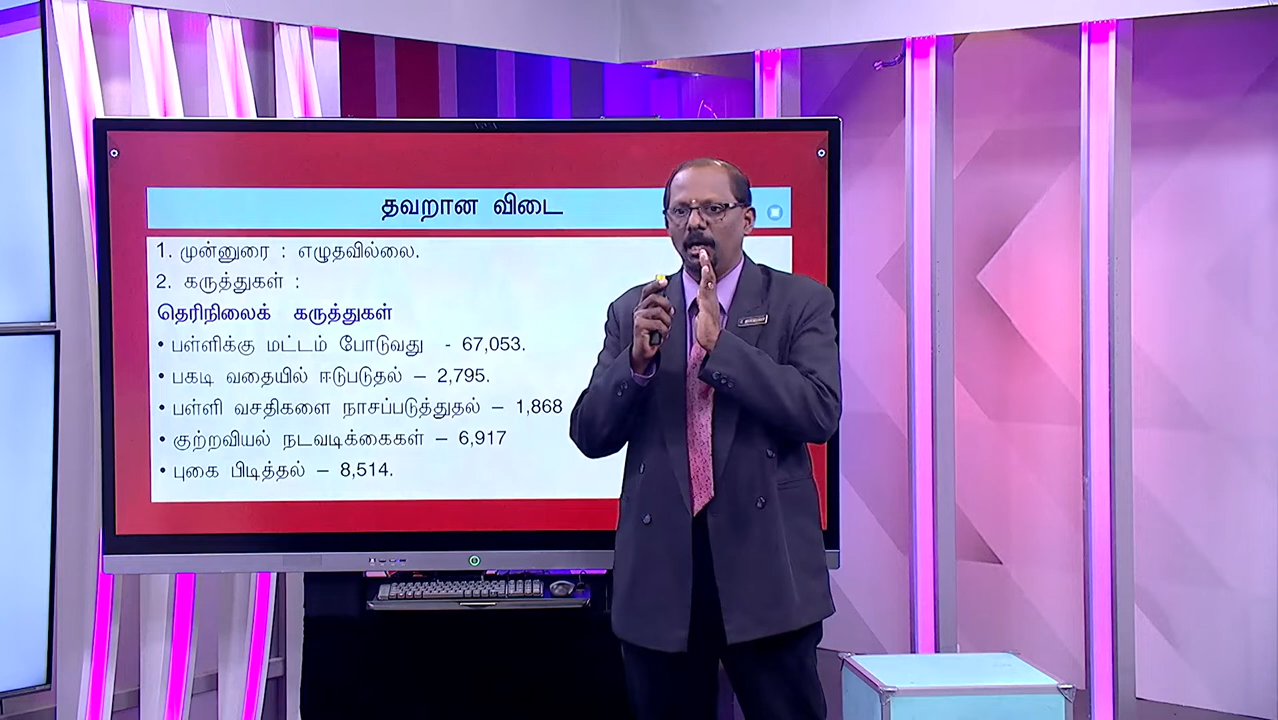 தவறான விடை
1. முன்னுரை : எழுதவில்லை.
2. கருத்துகள் :
தெரிநிலைக் கருத்துகள்
• பள்ளிக்கு மட்டம் போடுவது - 67,053.
• பகடி வதையில் ஈடுபடுதல் – 2,795.
• பள்ளி வசதிகளை நாசப்படுத்துதல் – 1,868
• குற்றவியல் நடவடிக்கைகள் – 6,917
• புகை பிடித்தல் – 8,514.